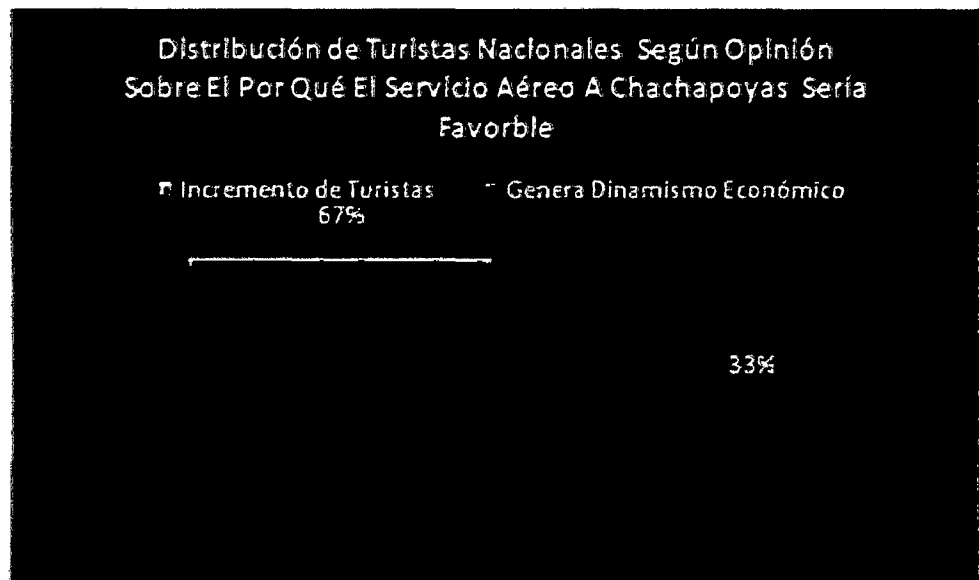 Distribución de Turistas Nacionales Según Opinión
Sobre El Por Qué El Servicio Aéreo A Chachapoyas Sería
Favorble
Incremento de Turistas Genera Dinamismo Económico
67%
33%